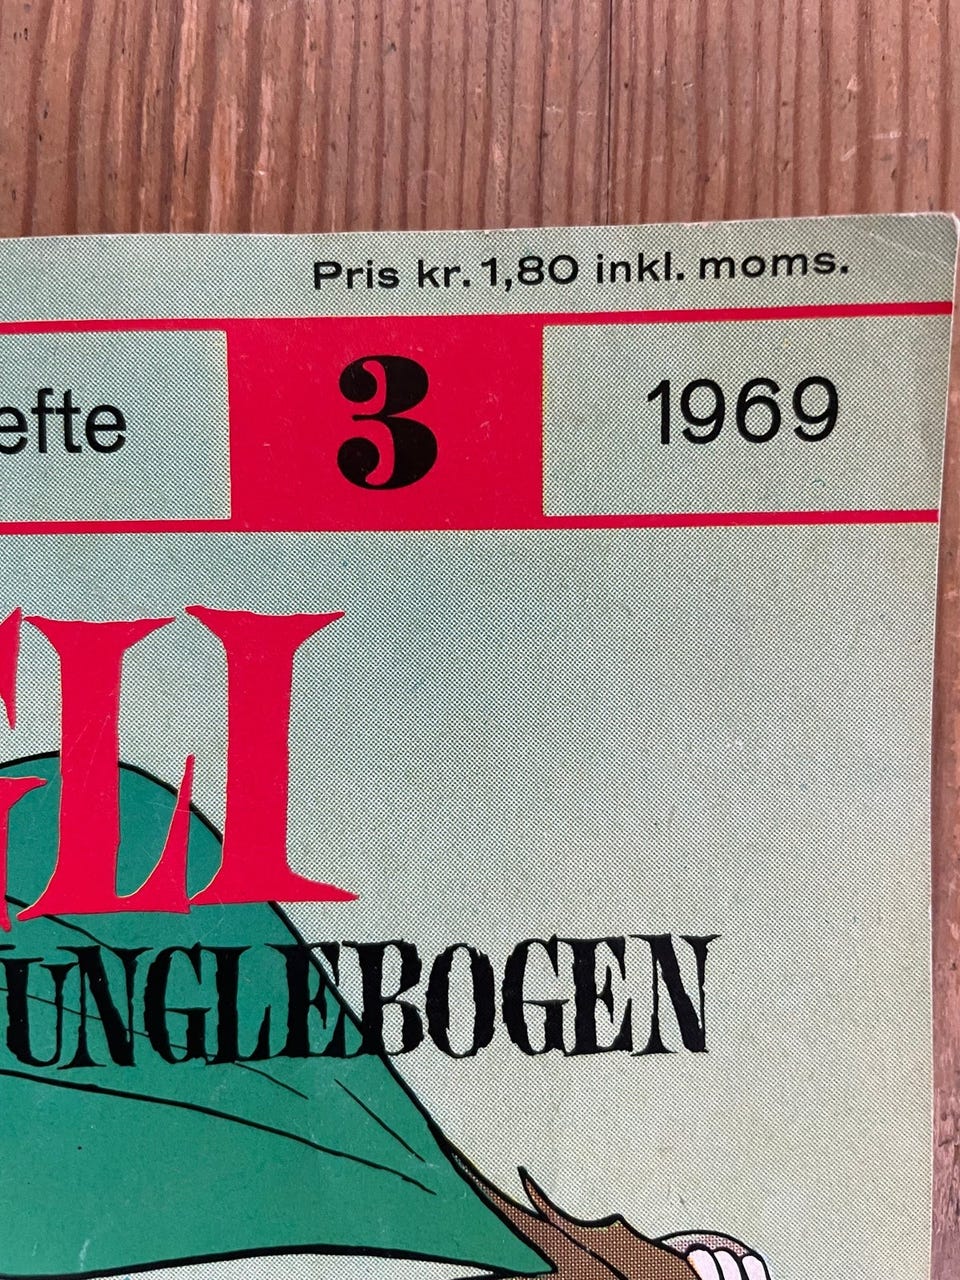 Pris kr. 1,80 inkl. moms.
efte 3 1969
GLI
UNGLEBOGEN